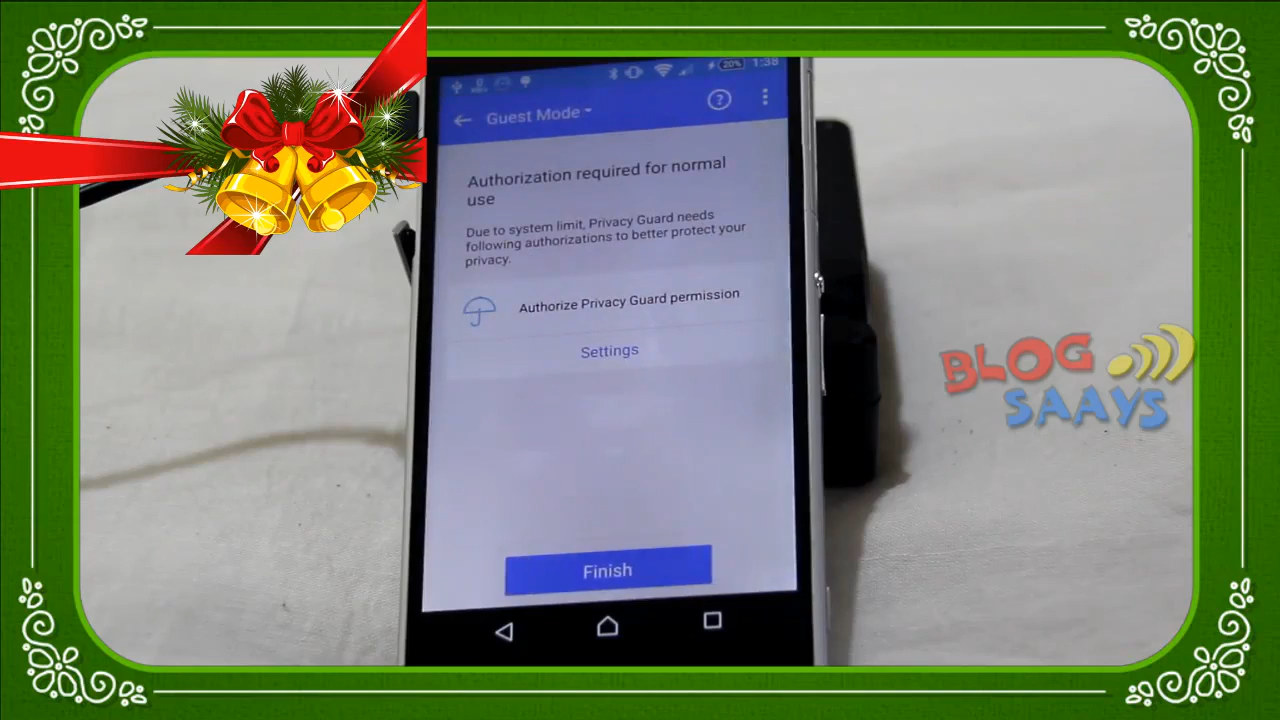 20% 1:38
Guest Mode
?
Authorization required for normal
use
Due to system limit, Privacy Guard needs
following authorizations to better protect your
privacy.
Authorize Privacy Guard permission
Settings
Finish
BLOG
SAAYS